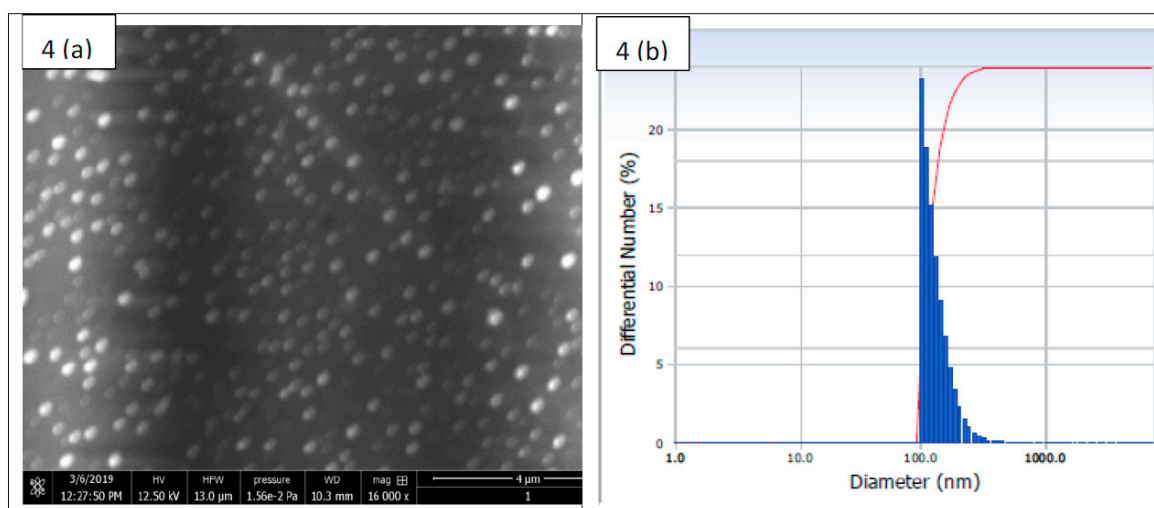 4 (a)
3/6/2019 HV HFW pressure WD mag 4 µm
12:27:50 PM 12.50 kV 13.0 µm 1.56e-2 Pa 10.3 mm 16 000 x 1
4 (b)
Differential Number (%)
20
15
10
5
0
1.0 10.0 100.0 1000.0
Diameter (nm)